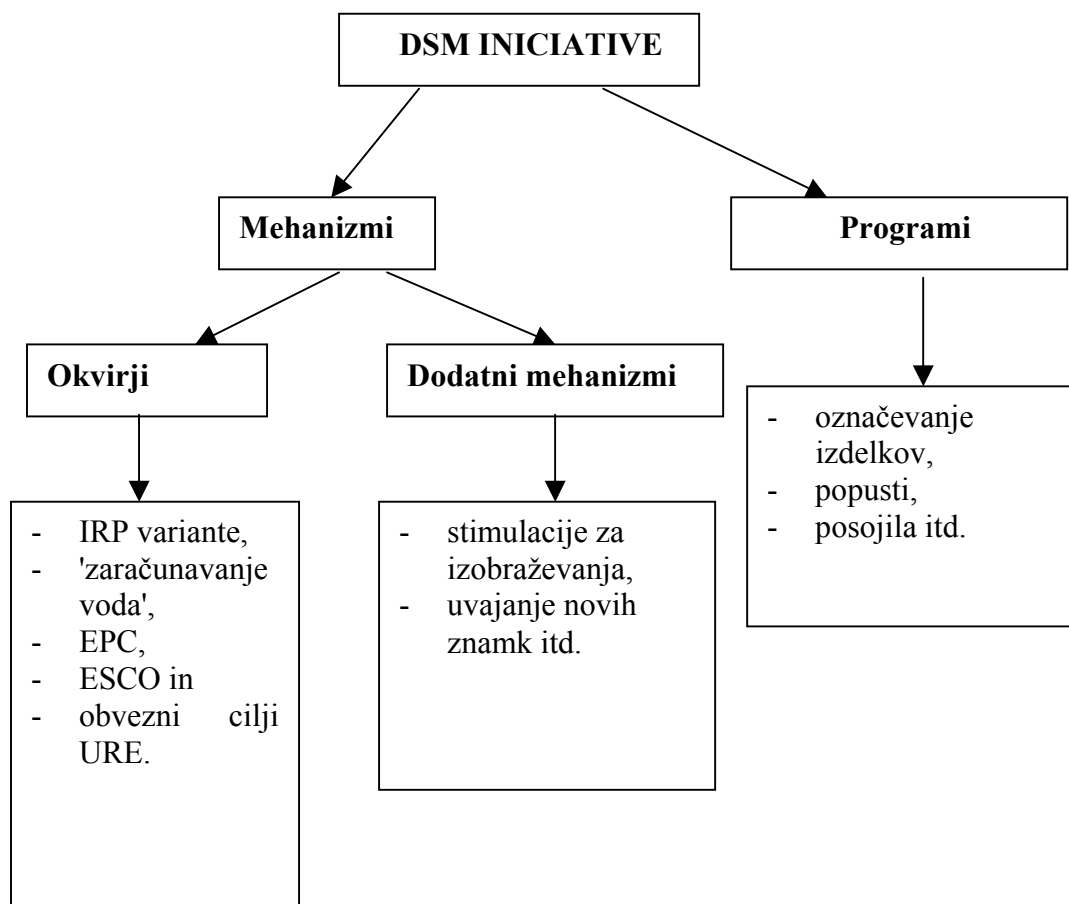 DSM INICIATIVE
Mehanizmi
Programi
Okvirji
Dodatni mehanizmi
- IRP variante,
- 'zaračunavanje
voda',
- EPC,
- ESCO in
- obvezni cilji
URE.
- stimulacije za
izobraževanja,
- uvajanje novih
znamk itd.
- označevanje
izdelkov,
- popusti,
- posojila itd.